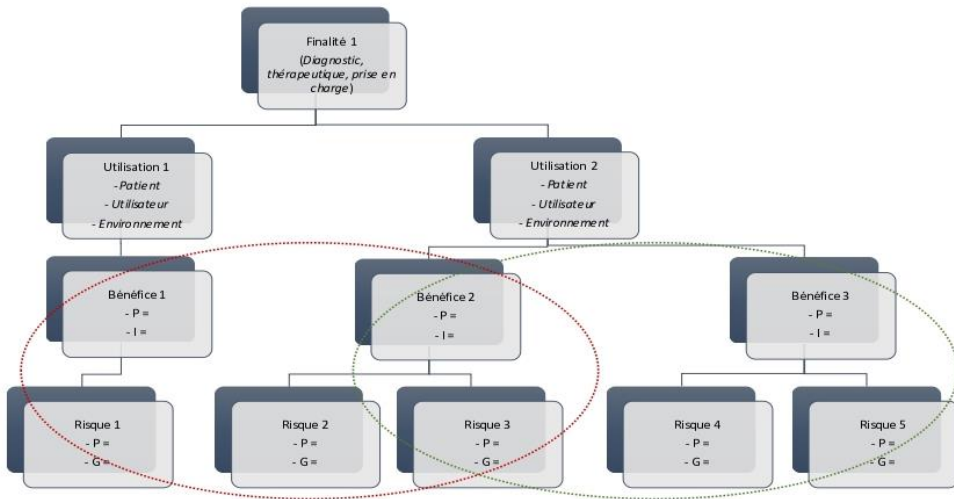 Finalité 1
(Diagnostic,
thérapeutique, prise en
charge)
Utilisation 1
- Patient
- Utilisateur
- Environnement
Utilisation 2
- Patient
- Utilisateur
- Environnement
Bénéfice 1
- P =
- I =
Bénéfice 2
- P =
- I =
Bénéfice 3
- P =
- I =
Risque 1
- P =
- G =
Risque 2
- P =
- G =
Risque 3
- P =
- G =
Risque 4
- P =
- G =
Risque 5
- P =
- G =